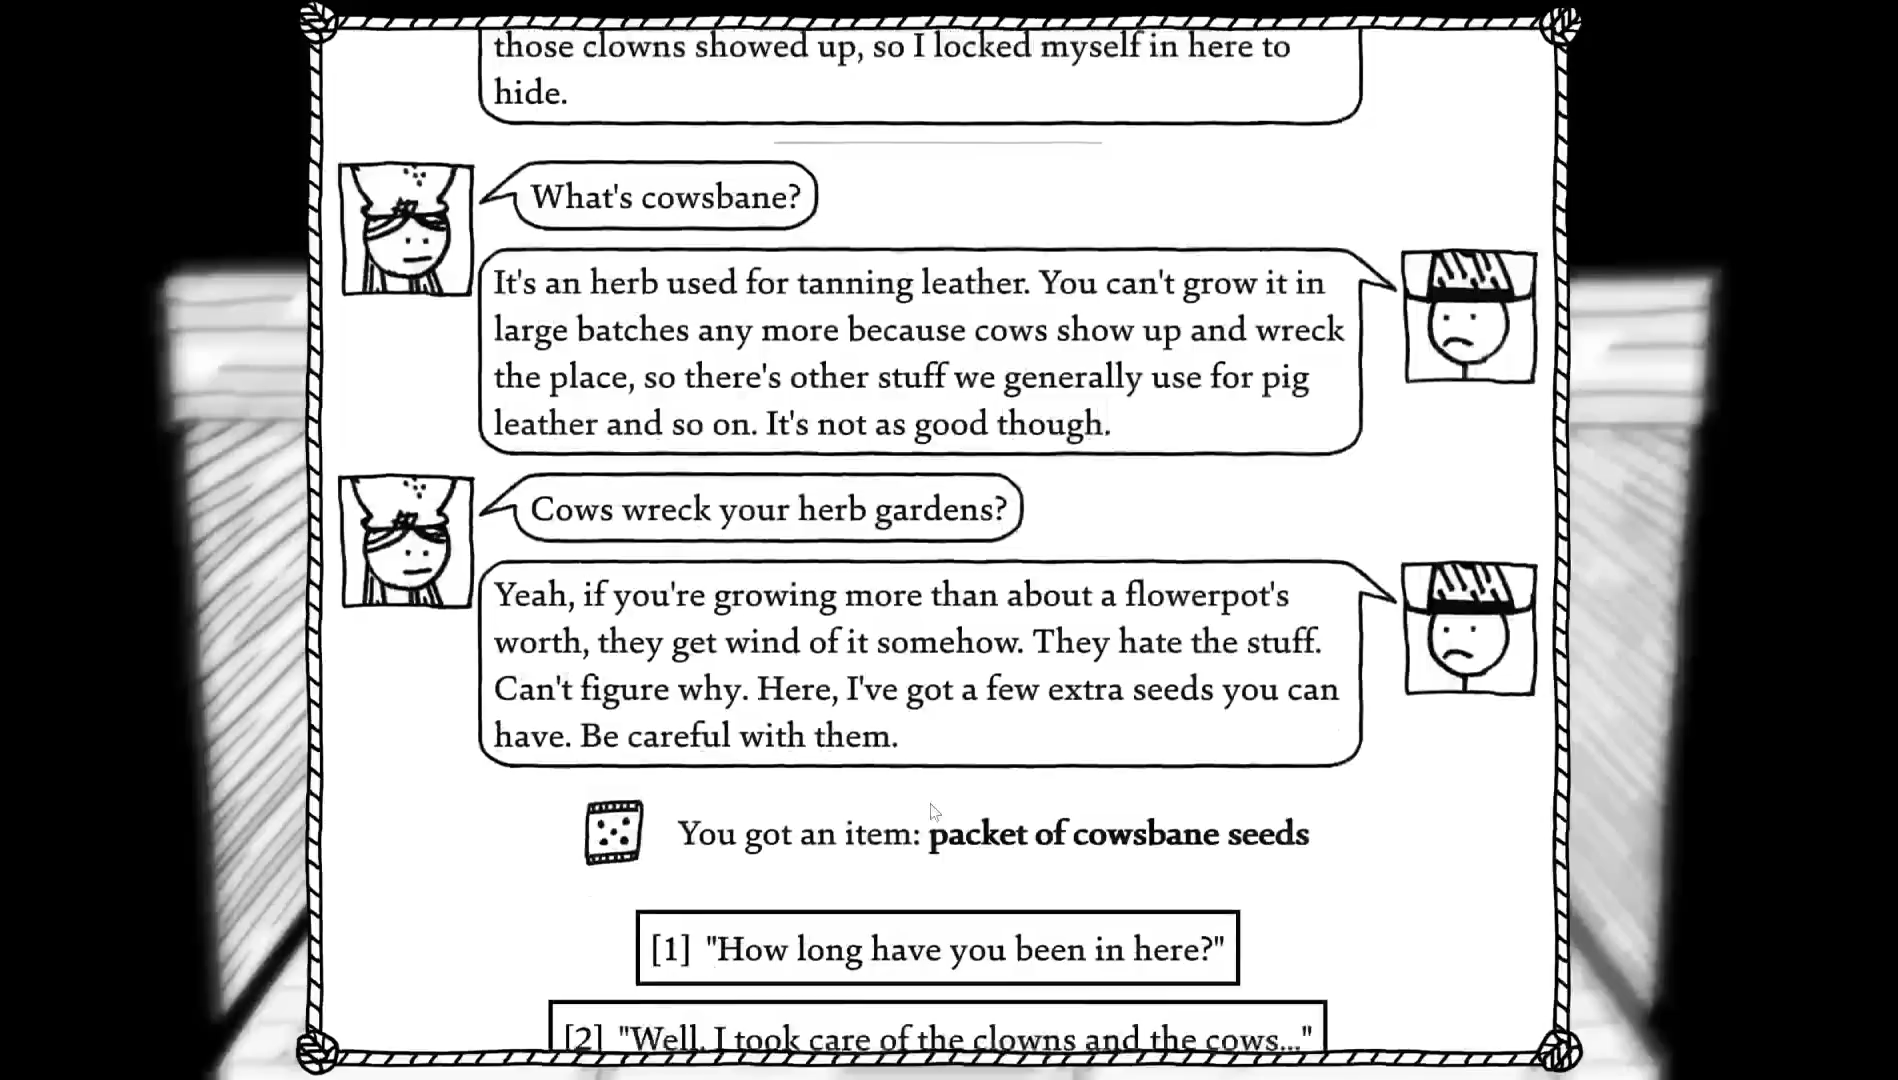 those clowns showed up, so I locked myself in here to
hide.
What's cowsbane?
It's an herb used for tanning leather. You can't grow it in
large batches any more because cows show up and wreck
the place, so there's other stuff we generally use for pig
leather and so on. It's not as good though.
Cows wreck your herb gardens?
Yeah, if you're growing more than about a flowerpot's
worth, they get wind of it somehow. They hate the stuff.
Can't figure why. Here, I've got a few extra seeds you can
have. Be careful with them.
You got an item: packet of cowsbane seeds
[1] "How long have you been in here?"
[2] "Well, I took care of the clowns and the cows..."